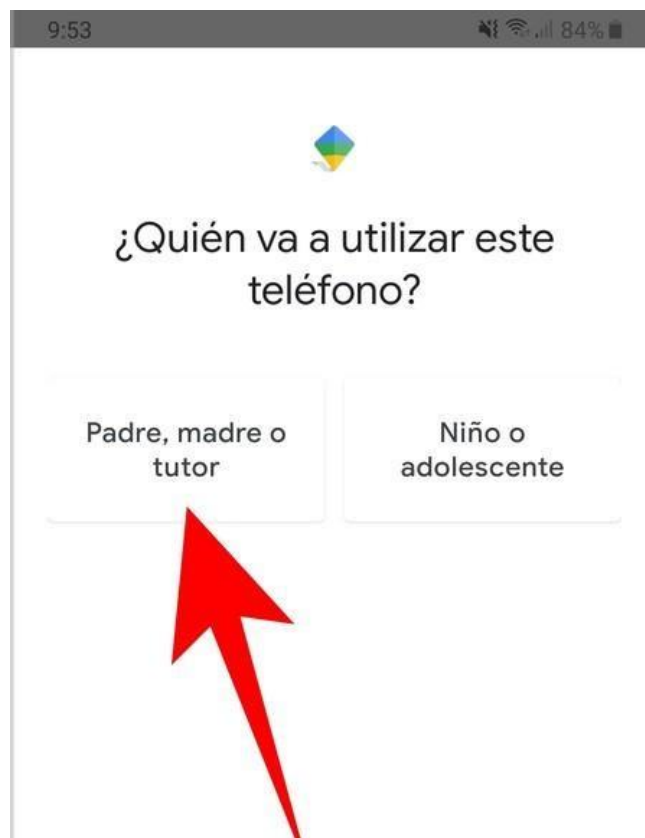 9:53 84%
¿Quién va a utilizar este
teléfono?
Padre, madre o
tutor
Niño o
adolescente